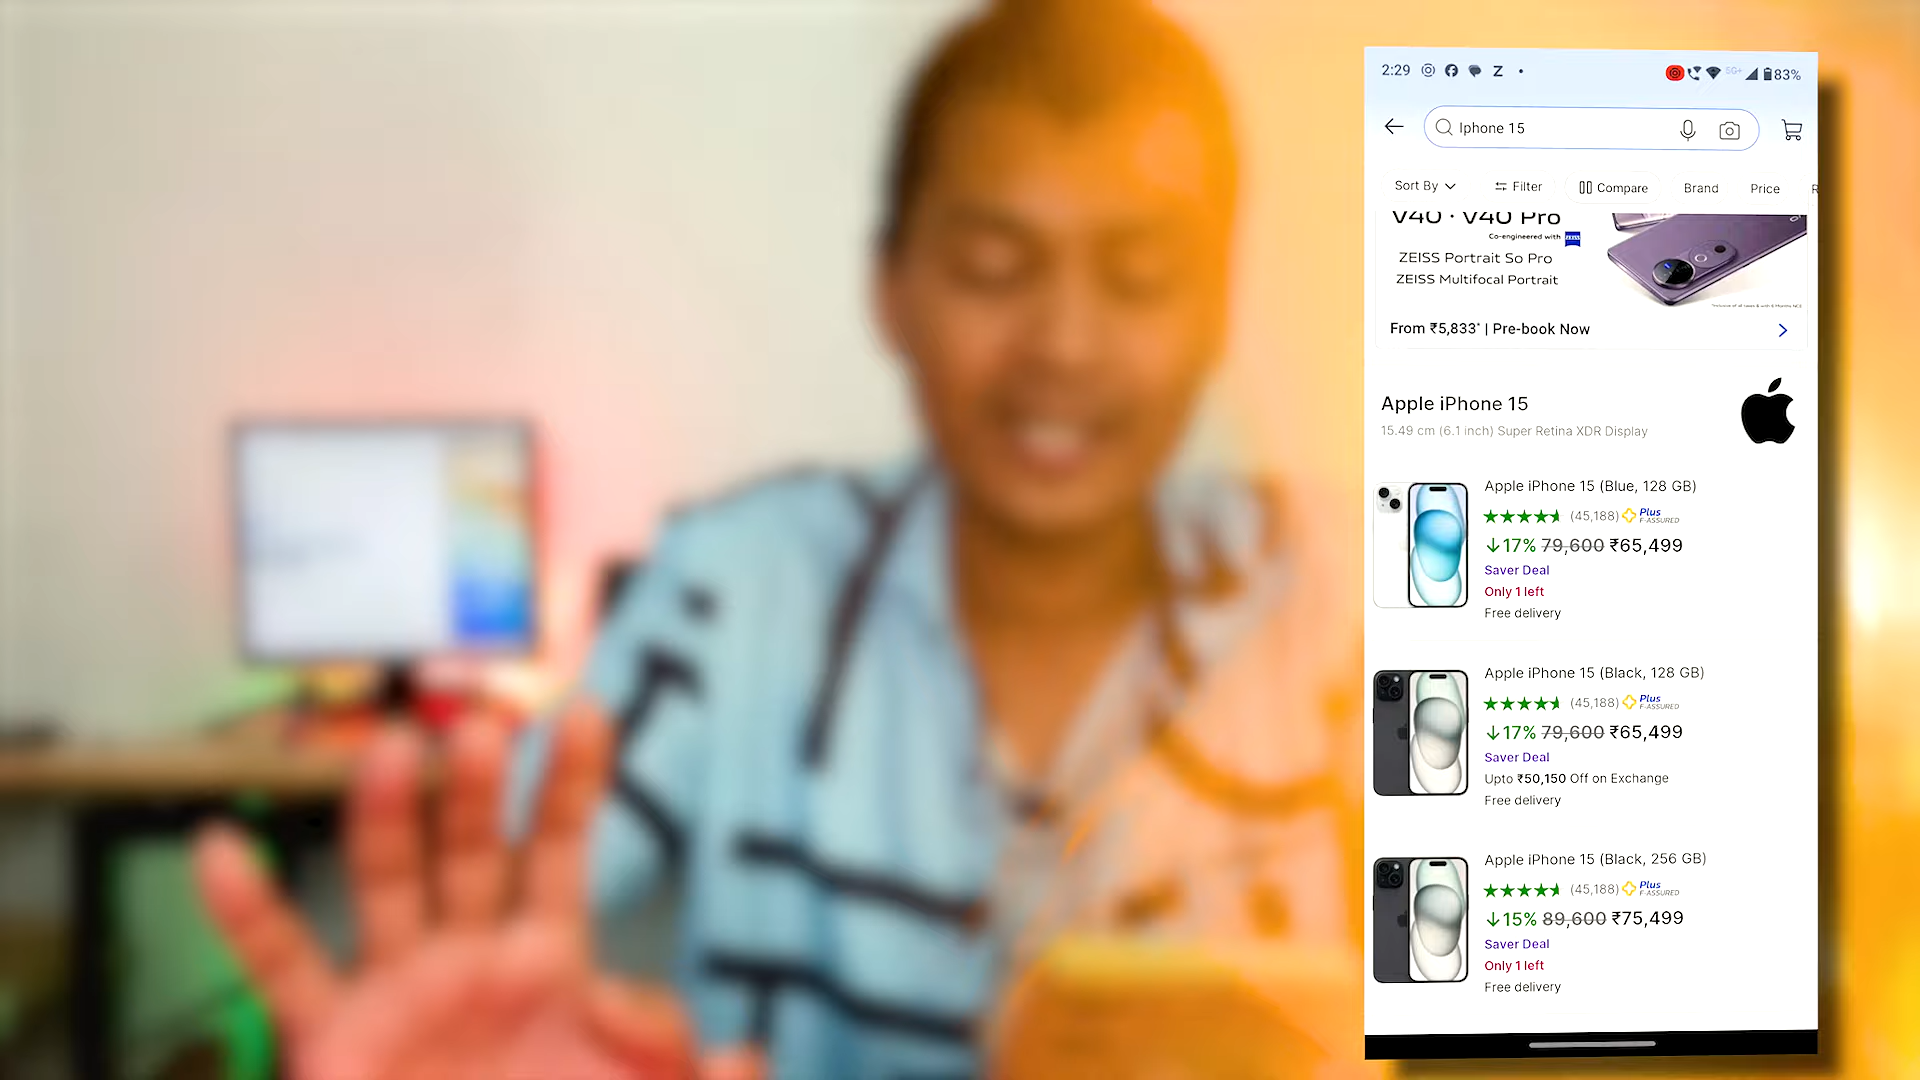 2:29 Z 5G+ 83%
Iphone 15
Sort By Filter Compare Brand Price R
V40 · V40 Pro
Co-engineered with ZEISS
ZEISS Portrait So Pro
ZEISS Multifocal Portrait
From ₹5,833* | Pre-book Now
Apple iPhone 15
15.49 cm (6.1 inch) Super Retina XDR Display
Apple iPhone 15 (Blue, 128 GB)
(45,188) Plus
F-ASSURED
↓17% 79,600 ₹65,499
Saver Deal
Only 1 left
Free delivery
Apple iPhone 15 (Black, 128 GB)
(45,188) Plus
F-ASSURED
↓17% 79,600 ₹65,499
Saver Deal
Upto ₹50,150 Off on Exchange
Free delivery
Apple iPhone 15 (Black, 256 GB)
(45,188) Plus
F-ASSURED
↓15% 89,600 ₹75,499
Saver Deal
Only 1 left
Free delivery